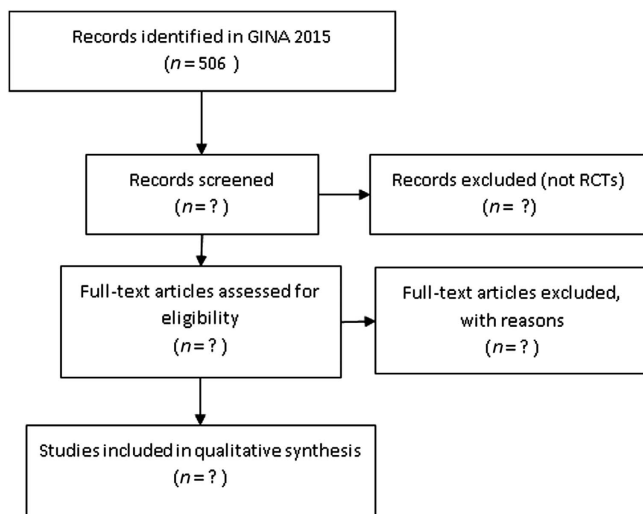 Records identified in GINA 2015
(n = 506 )
Records screened
(n = ?)
Records excluded (not RCTs)
(n = ?)
Full-text articles assessed for
eligibility
(n = ?)
Full-text articles excluded,
with reasons
(n = ?)
Studies included in qualitative synthesis
(n = ?)